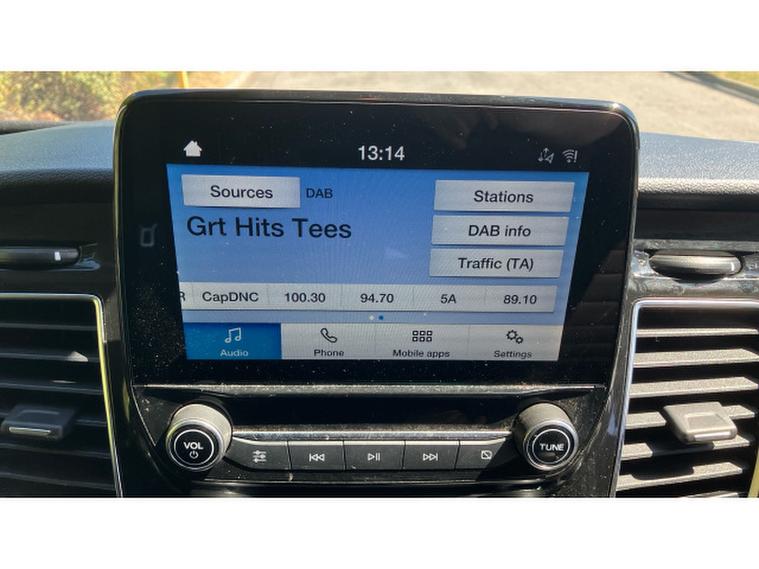 13:14
Sources DAB Stations
Grt Hits Tees DAB info
Traffic (TA)
R CapDNC 100.30 94.70 5A 89.10
Audio Phone Mobile apps Settings
VOL TUNE